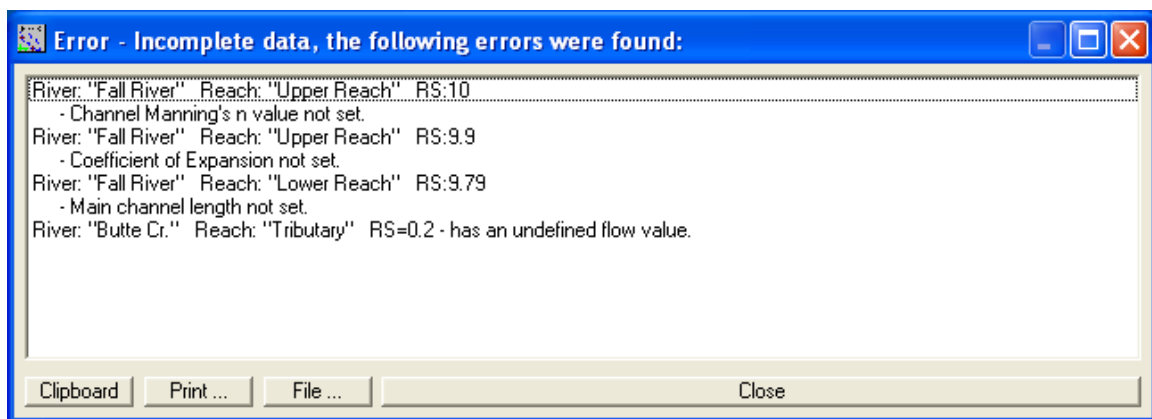 Error - Incomplete data, the following errors were found:
River: "Fall River" Reach: "Upper Reach" RS:10
- Channel Manning's n value not set.
River: "Fall River" Reach: "Upper Reach" RS:9.9
- Coefficient of Expansion not set.
River: "Fall River" Reach: "Lower Reach" RS:9.79
- Main channel length not set.
River: "Butte Cr." Reach: "Tributary" RS=0.2 - has an undefined flow value.
Clipboard Print ... File ... Close